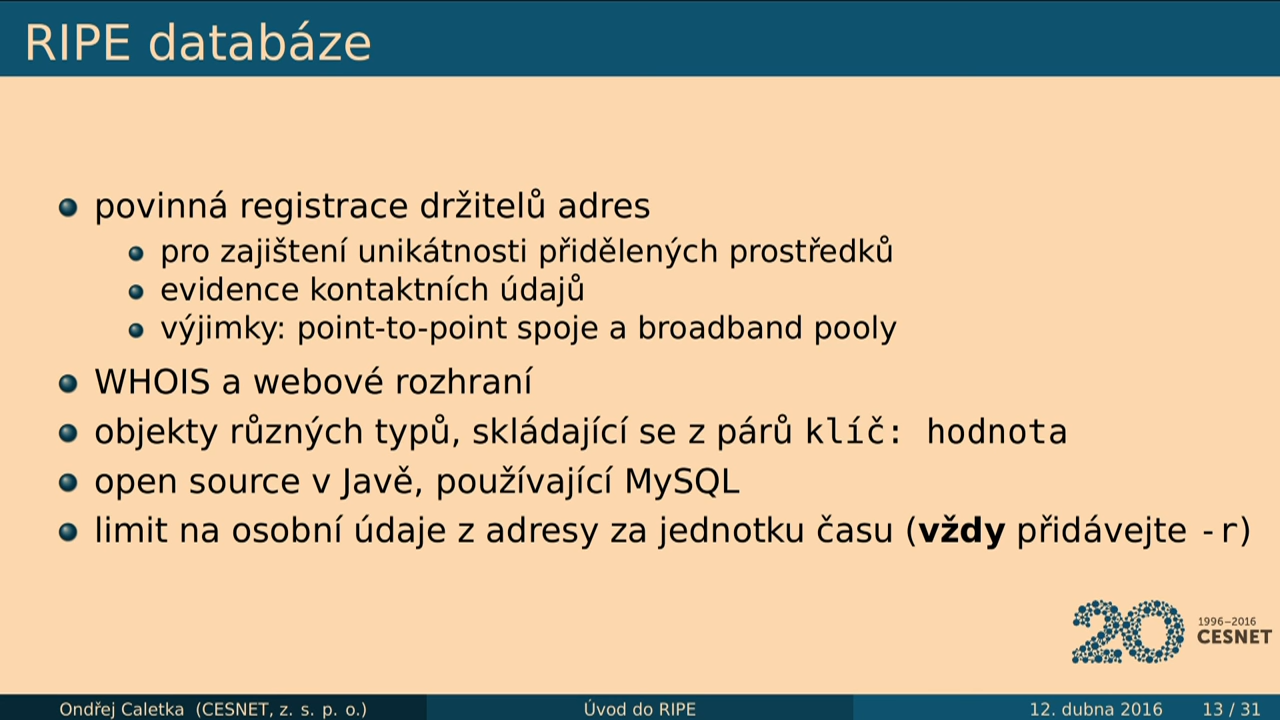 RIPE databáze
povinná registrace držitelů adres
pro zajištení unikátnosti přidělených prostředků
evidence kontaktních údajů
výjimky: point-to-point spoje a broadband pooly
WHOIS a webové rozhraní
objekty různých typů, skládající se z párů klíč: hodnota
open source v Javě, používající MySQL
limit na osobní údaje z adresy za jednotku času (vždy přidávejte -r)
20 1996–2016
CESNET
Ondřej Caletka (CESNET, z. s. p. o.) Úvod do RIPE 12. dubna 2016 13 / 31